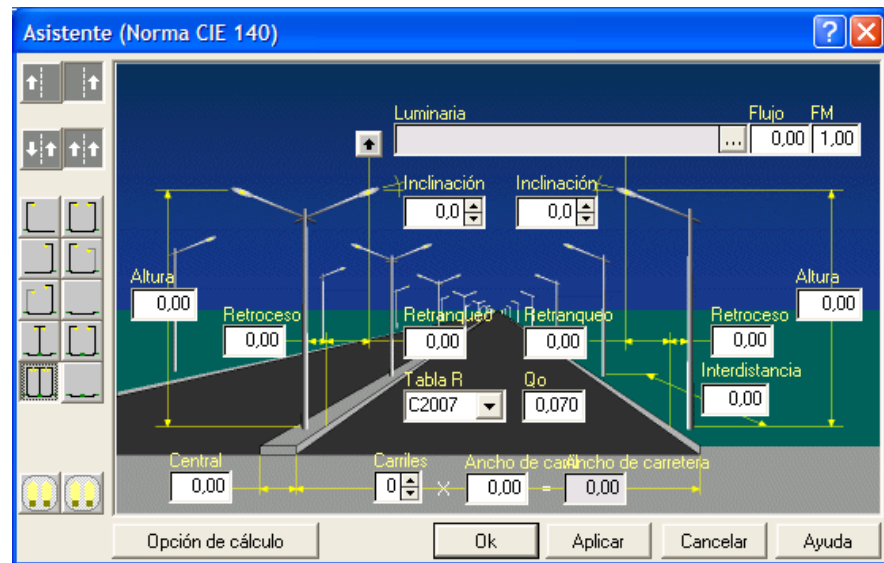 Asistente (Norma CIE 140)
Luminaria Flujo FM
... 0,00 1,00
Inclinación Inclinación
0,0 0,0
Altura Altura
0,00 0,00
Retroceso Retranqueo Retranqueo Retroceso
0,00 0,00 0,00 0,00
Tabla R Qo Interdistancia
C2007 0,070 0,00
Central Carriles Ancho de carril Ancho de carretera
0,00 0 X 0,00 = 0,00
Opción de cálculo Ok Aplicar Cancelar Ayuda